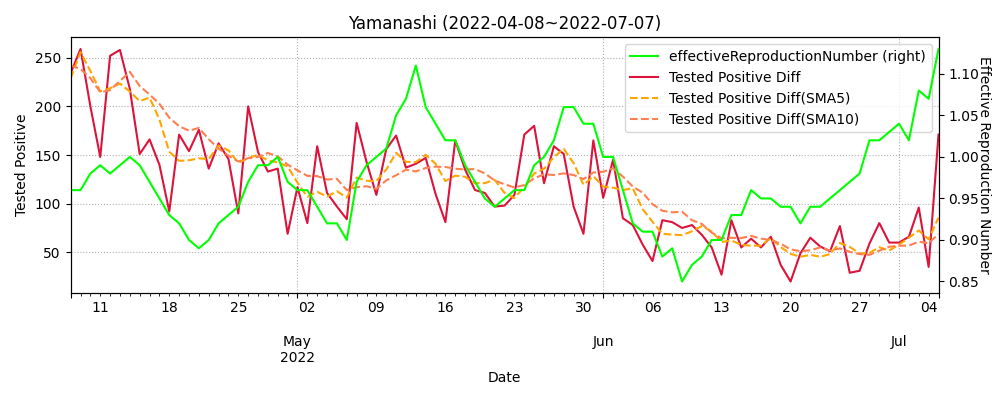 Yamanashi (2022-04-08~2022-07-07)
effectiveReproductionNumber (right)
Tested Positive Diff
Tested Positive Diff(SMA5)
Tested Positive Diff(SMA10)
Tested Positive
250
200
150
100
50
1.10
1.05
1.00
0.95
0.90
0.85
Effective Reproduction Number
11 18 25 02 09 16 23 30 06 13 20 27 04
May Jun Jul
2022
Date